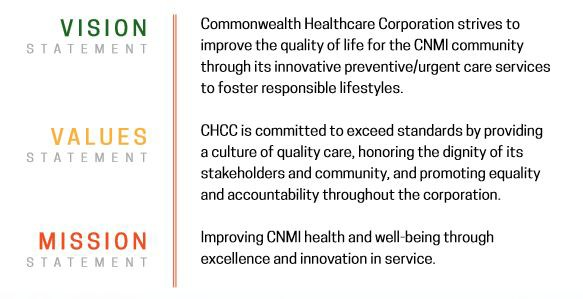 VISION
STATEMENT
Commonwealth Healthcare Corporation strives to
improve the quality of life for the CNMI community
through its innovative preventive/urgent care services
to foster responsible lifestyles.
VALUES
STATEMENT
CHCC is committed to exceed standards by providing
a culture of quality care, honoring the dignity of its
stakeholders and community, and promoting equality
and accountability throughout the corporation.
MISSION
STATEMENT
Improving CNMI health and well-being through
excellence and innovation in service.